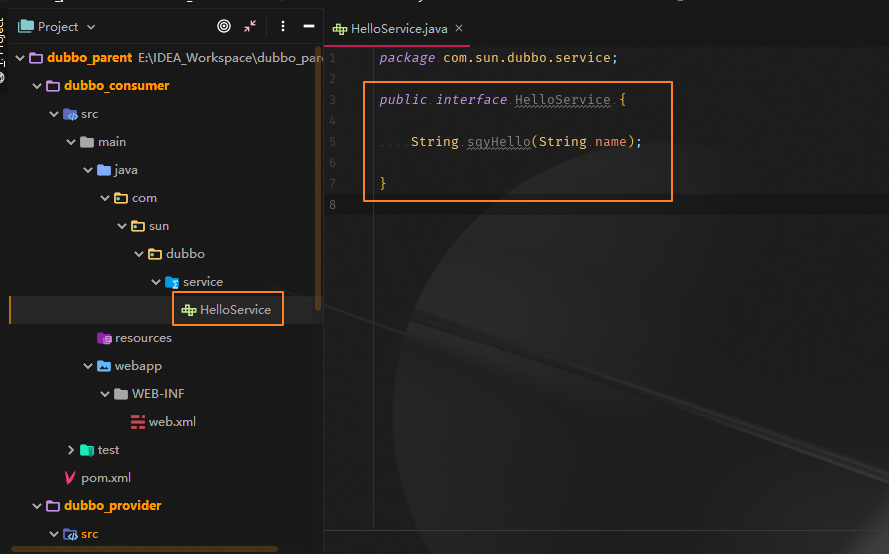 Project
HelloService.java
dubbo_parent E:\IDEA_Workspace\dubbo_par
dubbo_consumer
src
main
java
com
sun
dubbo
service
HelloService
resources
webapp
WEB-INF
web.xml
test
pom.xml
dubbo_provider
src
1 package com.sun.dubbo.service;
2
3 public interface HelloService {
4
5 String sqyHello(String name);
6
7 }
8